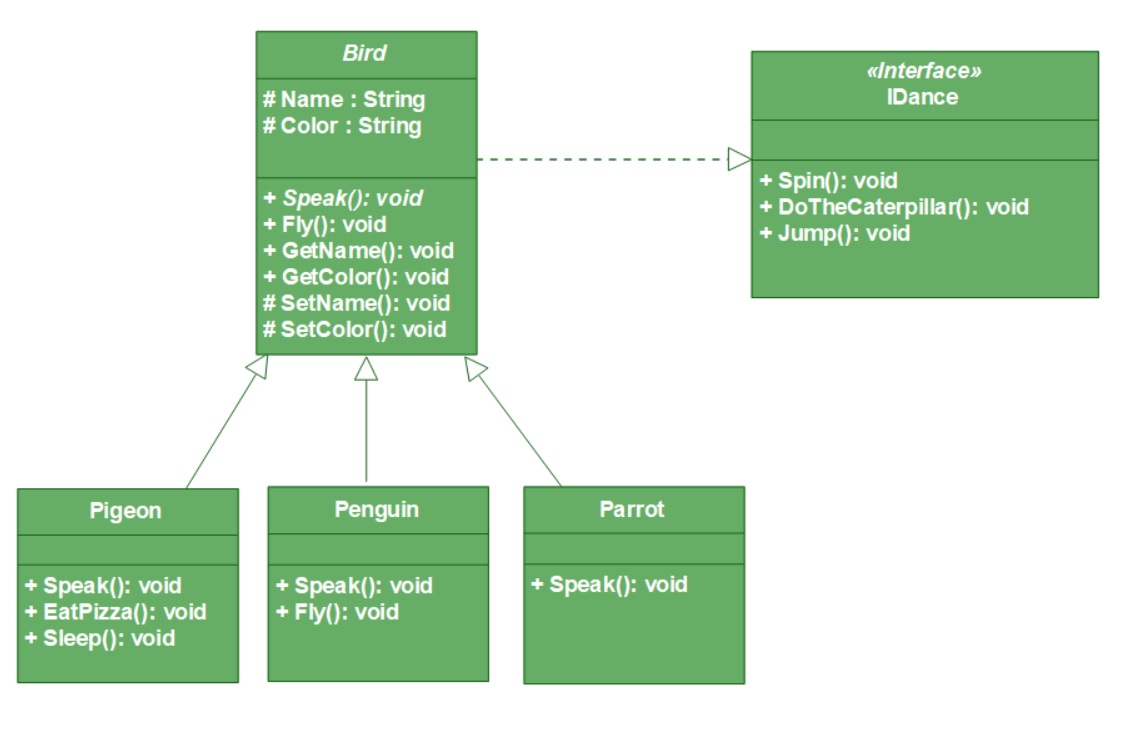 Bird
# Name : String
# Color : String
+ Speak(): void
+ Fly(): void
+ GetName(): void
+ GetColor(): void
# SetName(): void
# SetColor(): void
«Interface»
IDance
+ Spin(): void
+ DoTheCaterpillar(): void
+ Jump(): void
Pigeon
+ Speak(): void
+ EatPizza(): void
+ Sleep(): void
Penguin
+ Speak(): void
+ Fly(): void
Parrot
+ Speak(): void